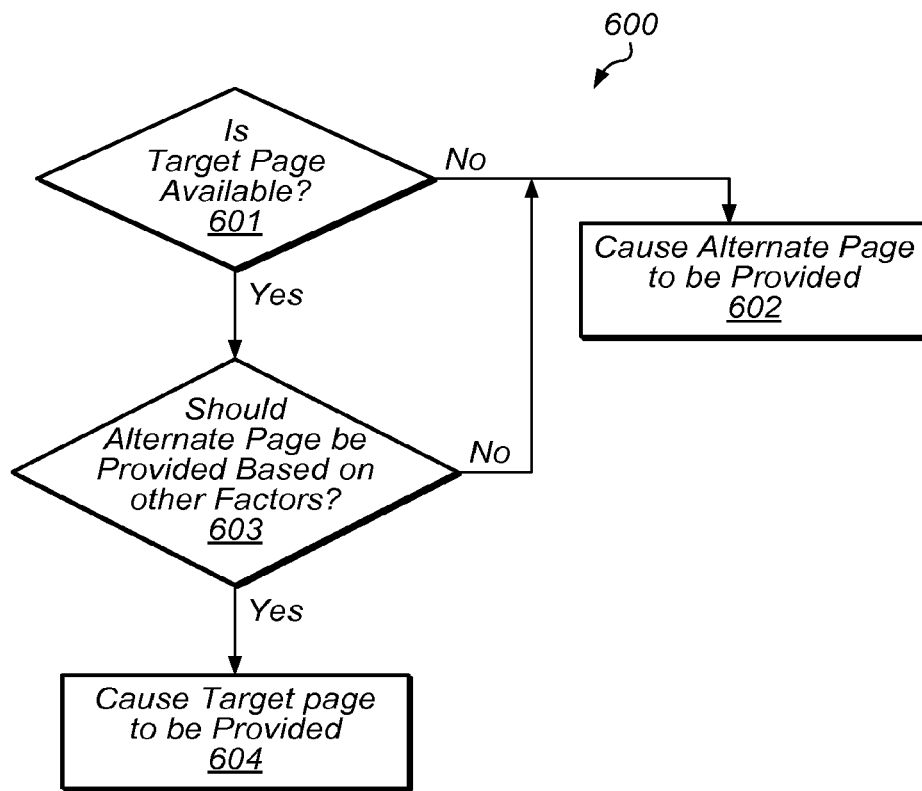 600
Is
Target Page
Available?
601
No
Cause Alternate Page
to be Provided
602
Yes
Should
Alternate Page be
Provided Based on
other Factors?
603
No
Yes
Cause Target page
to be Provided
604